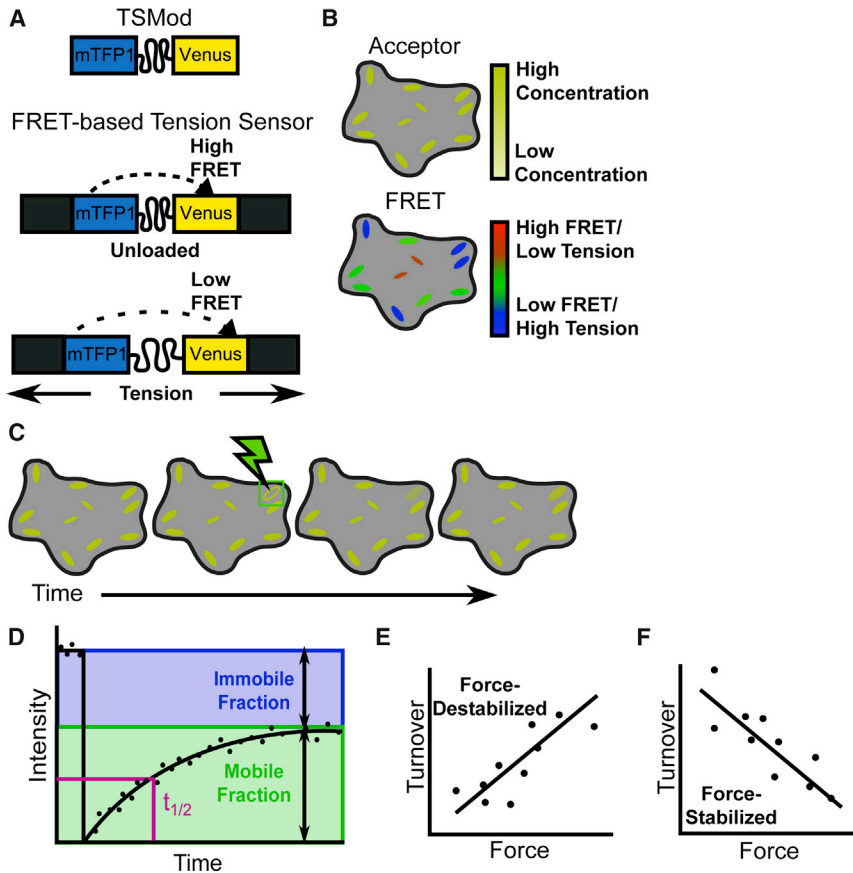 A
TSMod
mTFP1
Venus
FRET-based Tension Sensor
High
FRET
mTFP1
Venus
Unloaded
Low
FRET
mTFP1
Venus
Tension
B
Acceptor
High
Concentration
Low
Concentration
FRET
High FRET/
Low Tension
Low FRET/
High Tension
C
Time
D
Intensity
Immobile
Fraction
Mobile
Fraction
t1/2
Time
E
Turnover
Force-
Destabilized
Force
F
Turnover
Force-
Stabilized
Force